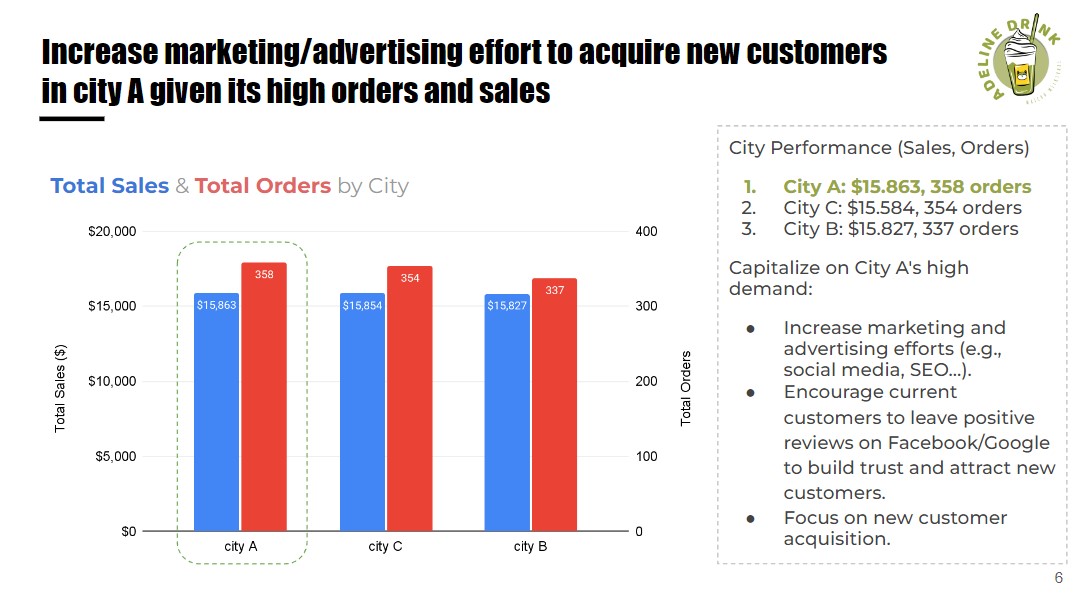 Increase marketing/advertising effort to acquire new customers
in city A given its high orders and sales
ADELINE DRINK
Total Sales & Total Orders by City
$20,000
$15,000
$10,000
$5,000
$0
Total Sales ($)
$15,863
358
$15,854
354
$15,827
337
city A
city C
city B
400
300
200
100
0
Total Orders
City Performance (Sales, Orders)
1. City A: $15.863, 358 orders
2. City C: $15.584, 354 orders
3. City B: $15.827, 337 orders
Capitalize on City A's high
demand:
● Increase marketing and
advertising efforts (e.g.,
social media, SEO...).
● Encourage current
customers to leave positive
reviews on Facebook/Google
to build trust and attract new
customers.
● Focus on new customer
acquisition.
6